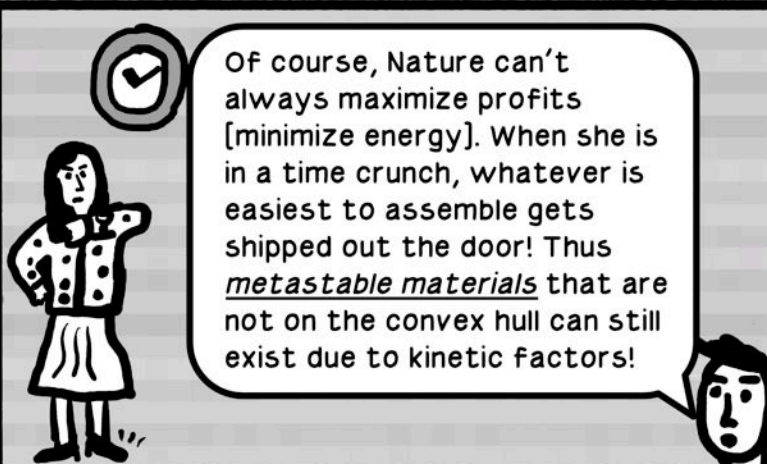 Of course, Nature can't
always maximize profits
[minimize energy]. When she is
in a time crunch, whatever is
easiest to assemble gets
shipped out the door! Thus
metastable materials that are
not on the convex hull can still
exist due to kinetic factors!